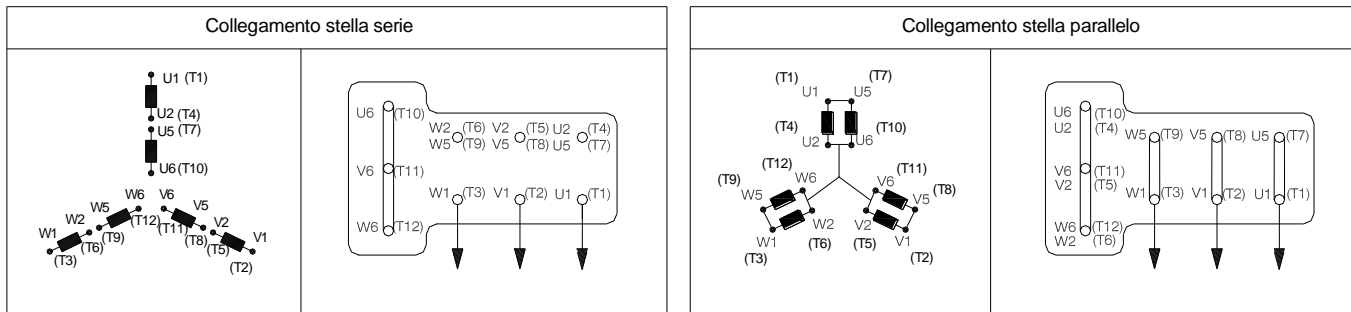 Collegamento stella serie
U1 (T1)
U2 (T4)
U5 (T7)
U6 (T10)
W6 V6
W5 (T12) (T11) V5
W2 (T9) (T8) V2
W1 (T6) (T5) V1
(T3) (T2)
U6 (T10)
W2 (T6) V2 (T5) U2 (T4)
W5 (T9) V5 (T8) U5 (T7)
V6 (T11)
W1 (T3) V1 (T2) U1 (T1)
W6 (T12)
Collegamento stella parallelo
(T1) (T7)
U1 U5
(T4) (T10)
U2 U6
(T12) (T11)
(T9) W6 V6 (T8)
W5 V5
W2 V2
W1 (T6) (T5) V1
(T3) (T2)
U6 (T10)
U2 (T4)
W5 (T9) V5 (T8) U5 (T7)
V6 (T11)
V2 (T5)
W1 (T3) V1 (T2) U1 (T1)
W6 (T12)
W2 (T6)